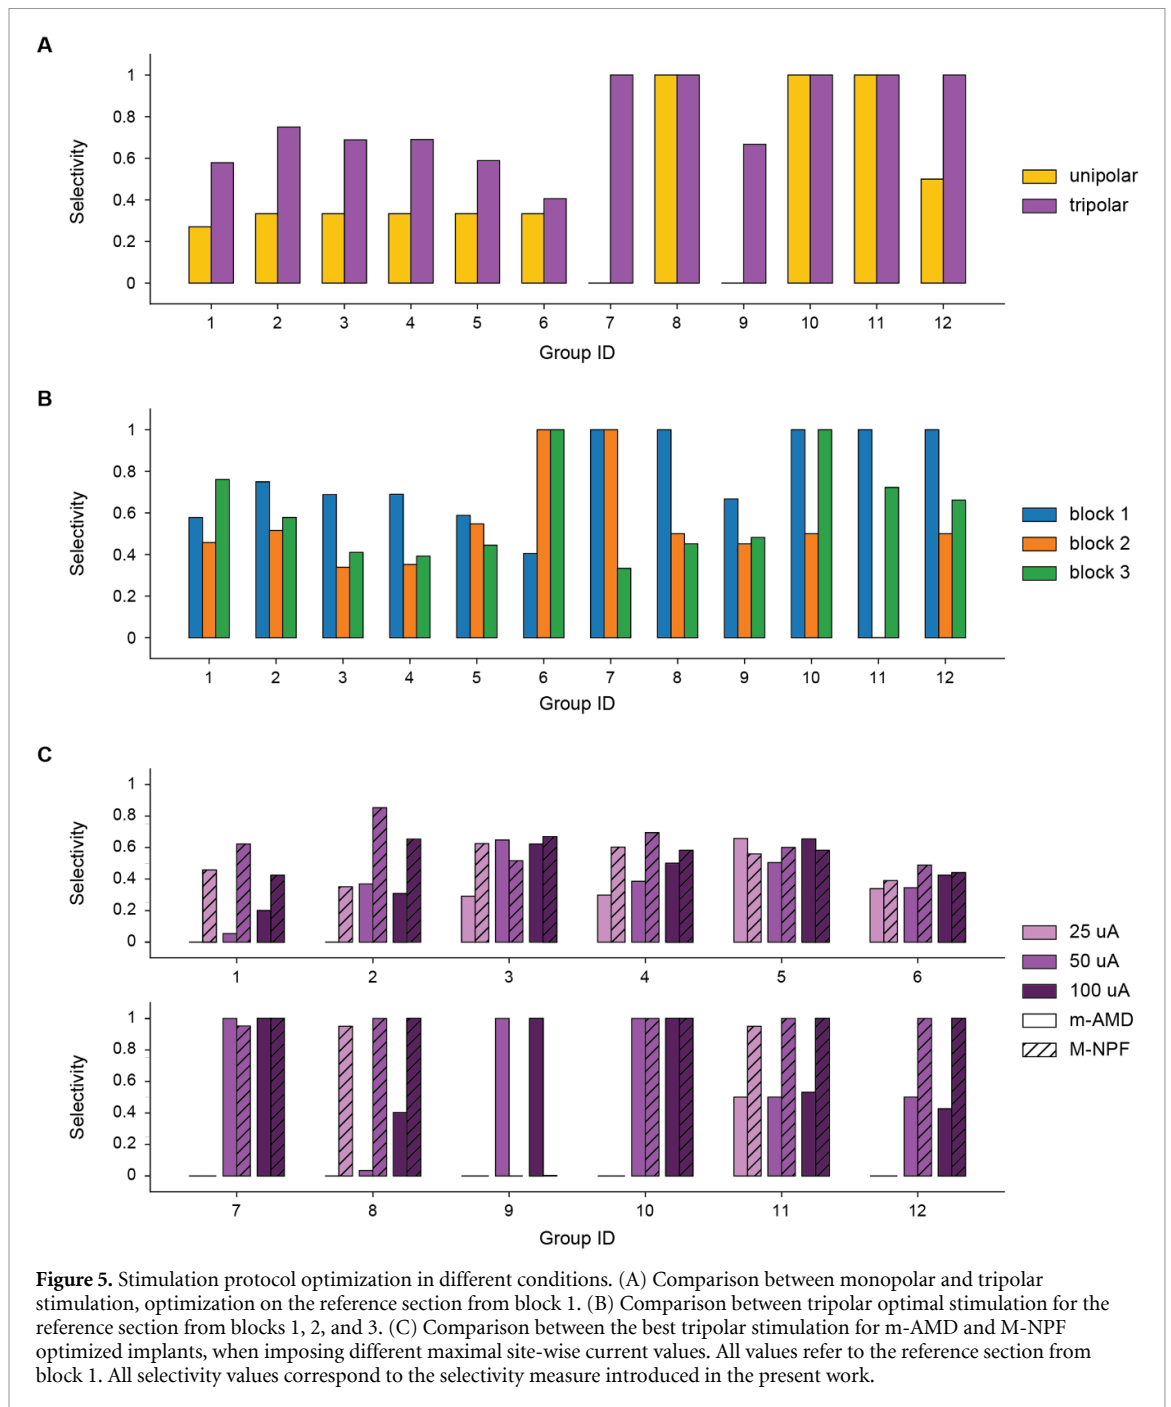 A
1
0.8
0.6
0.4
0.2
0
Selectivity
1 2 3 4 5 6 7 8 9 10 11 12
Group ID
unipolar
tripolar
B
1
0.8
0.6
0.4
0.2
0
Selectivity
1 2 3 4 5 6 7 8 9 10 11 12
Group ID
block 1
block 2
block 3
C
1
0.8
0.6
0.4
0.2
0
Selectivity
1 2 3 4 5 6
1
0.8
0.6
0.4
0.2
0
Selectivity
7 8 9 10 11 12
Group ID
25 uA
50 uA
100 uA
m-AMD
M-NPF
Figure 5. Stimulation protocol optimization in different conditions. (A) Comparison between monopolar and tripolar
stimulation, optimization on the reference section from block 1. (B) Comparison between tripolar optimal stimulation for the
reference section from blocks 1, 2, and 3. (C) Comparison between the best tripolar stimulation for m-AMD and M-NPF
optimized implants, when imposing different maximal site-wise current values. All values refer to the reference section from
block 1. All selectivity values correspond to the selectivity measure introduced in the present work.